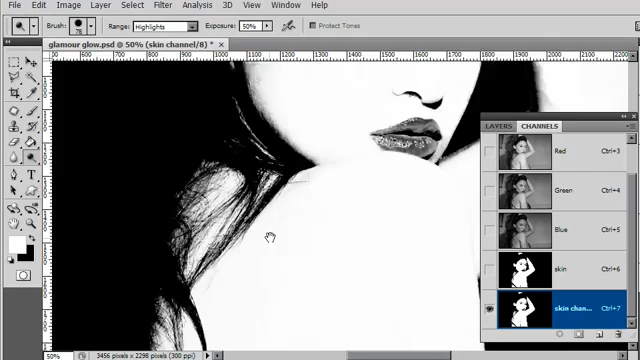 File Edit Image Layer Select Filter Analysis 3D View Window Help
Brush: 78 Range: Highlights Exposure: 50% Protect Tones
glamour glow.psd @ 50% (skin channel/8) *
LAYERS CHANNELS
Red Ctrl+3
Green Ctrl+4
Blue Ctrl+5
skin Ctrl+6
skin chan... Ctrl+7
50% 3456 pixels x 2298 pixels (300 ppi)